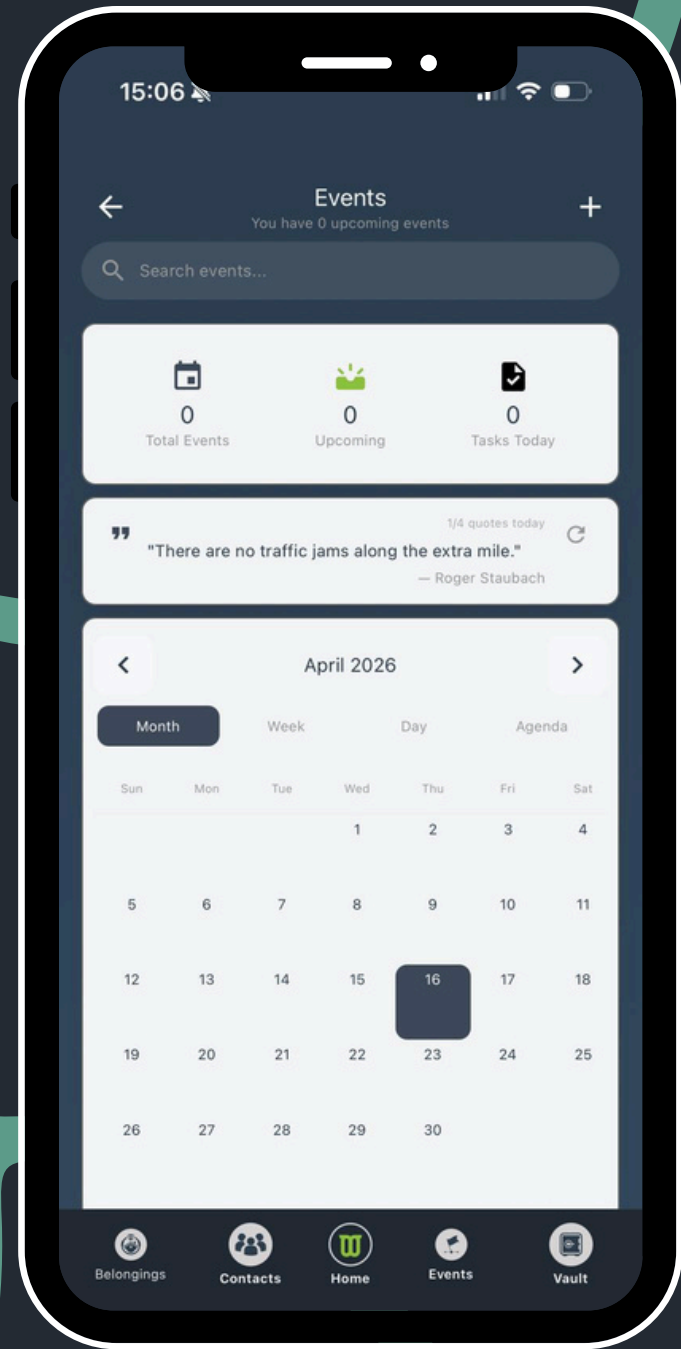 15:06
Events
You have 0 upcoming events
Search events...
0 0 0
Total Events Upcoming Tasks Today
1/4 quotes today
"There are no traffic jams along the extra mile."
— Roger Staubach
April 2026
Month Week Day Agenda
Sun Mon Tue Wed Thu Fri Sat
1 2 3 4
5 6 7 8 9 10 11
12 13 14 15 16 17 18
19 20 21 22 23 24 25
26 27 28 29 30
Belongings Contacts Home Events Vault